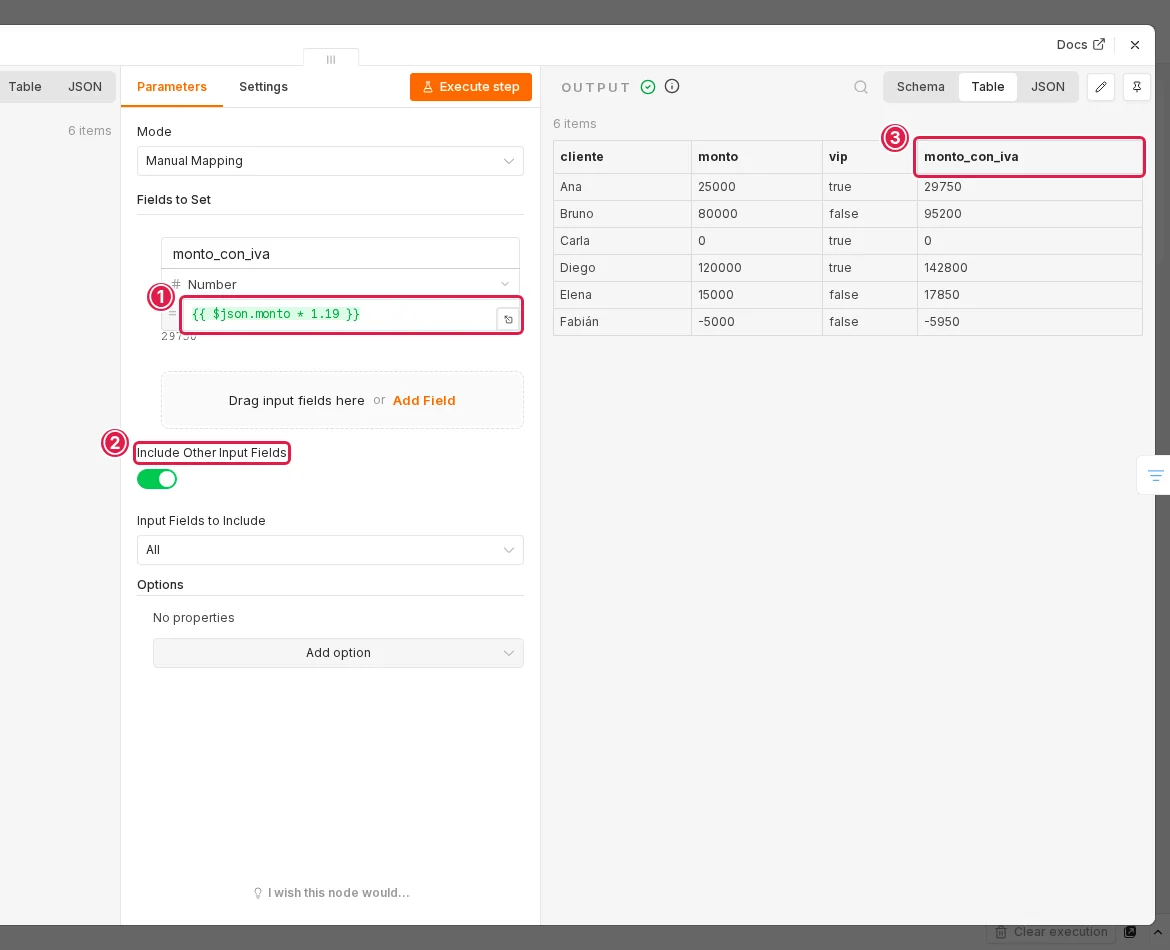 Docs
Table JSON
Parameters Settings Execute step
OUTPUT Schema Table JSON
6 items
6 items
Mode
Manual Mapping
Fields to Set
monto_con_iva
# Number
1
= {{ $json.monto * 1.19 }}
29750
Drag input fields here or Add Field
2
Include Other Input Fields
Input Fields to Include
All
Options
No properties
Add option
I wish this node would...
3
cliente monto vip monto_con_iva
Ana 25000 true 29750
Bruno 80000 false 95200
Carla 0 true 0
Diego 120000 true 142800
Elena 15000 false 17850
Fabián -5000 false -5950
Clear execution